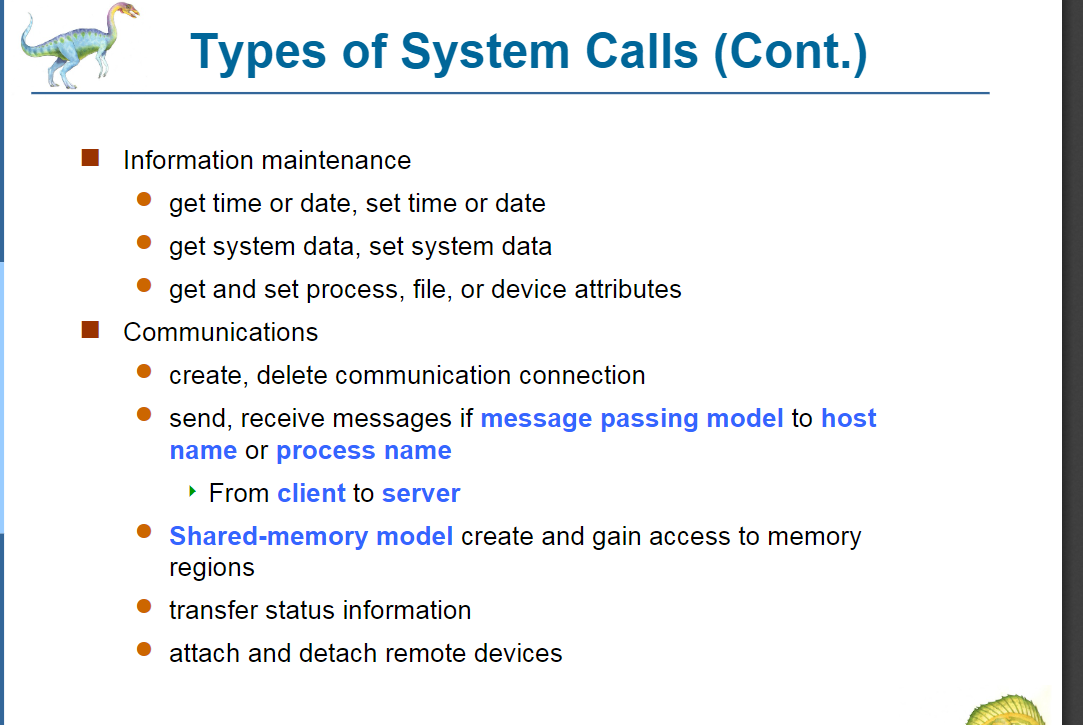 Types of System Calls (Cont.)
Information maintenance
get time or date, set time or date
get system data, set system data
get and set process, file, or device attributes
Communications
create, delete communication connection
send, receive messages if message passing model to host
name or process name
From client to server
Shared-memory model create and gain access to memory
regions
transfer status information
attach and detach remote devices